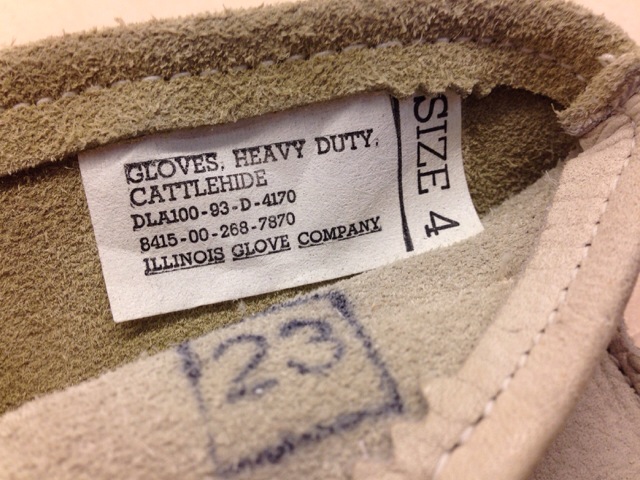 GLOVES, HEAVY DUTY,
CATTLEHIDE
DLA100-93-D-4170
8415-00-268-7870
ILLINOIS GLOVE COMPANY
SIZE 4
23